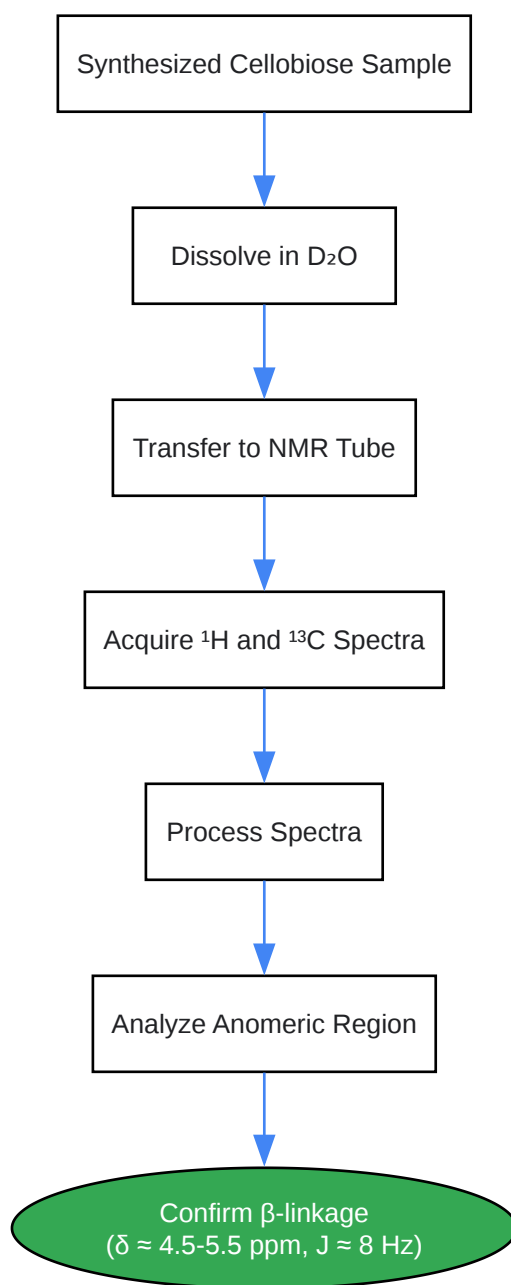 Synthesized Cellobiose Sample
Dissolve in D₂O
Transfer to NMR Tube
Acquire ¹H and ¹³C Spectra
Process Spectra
Analyze Anomeric Region
Confirm β-linkage
(δ ≈ 4.5-5.5 ppm, J ≈ 8 Hz)